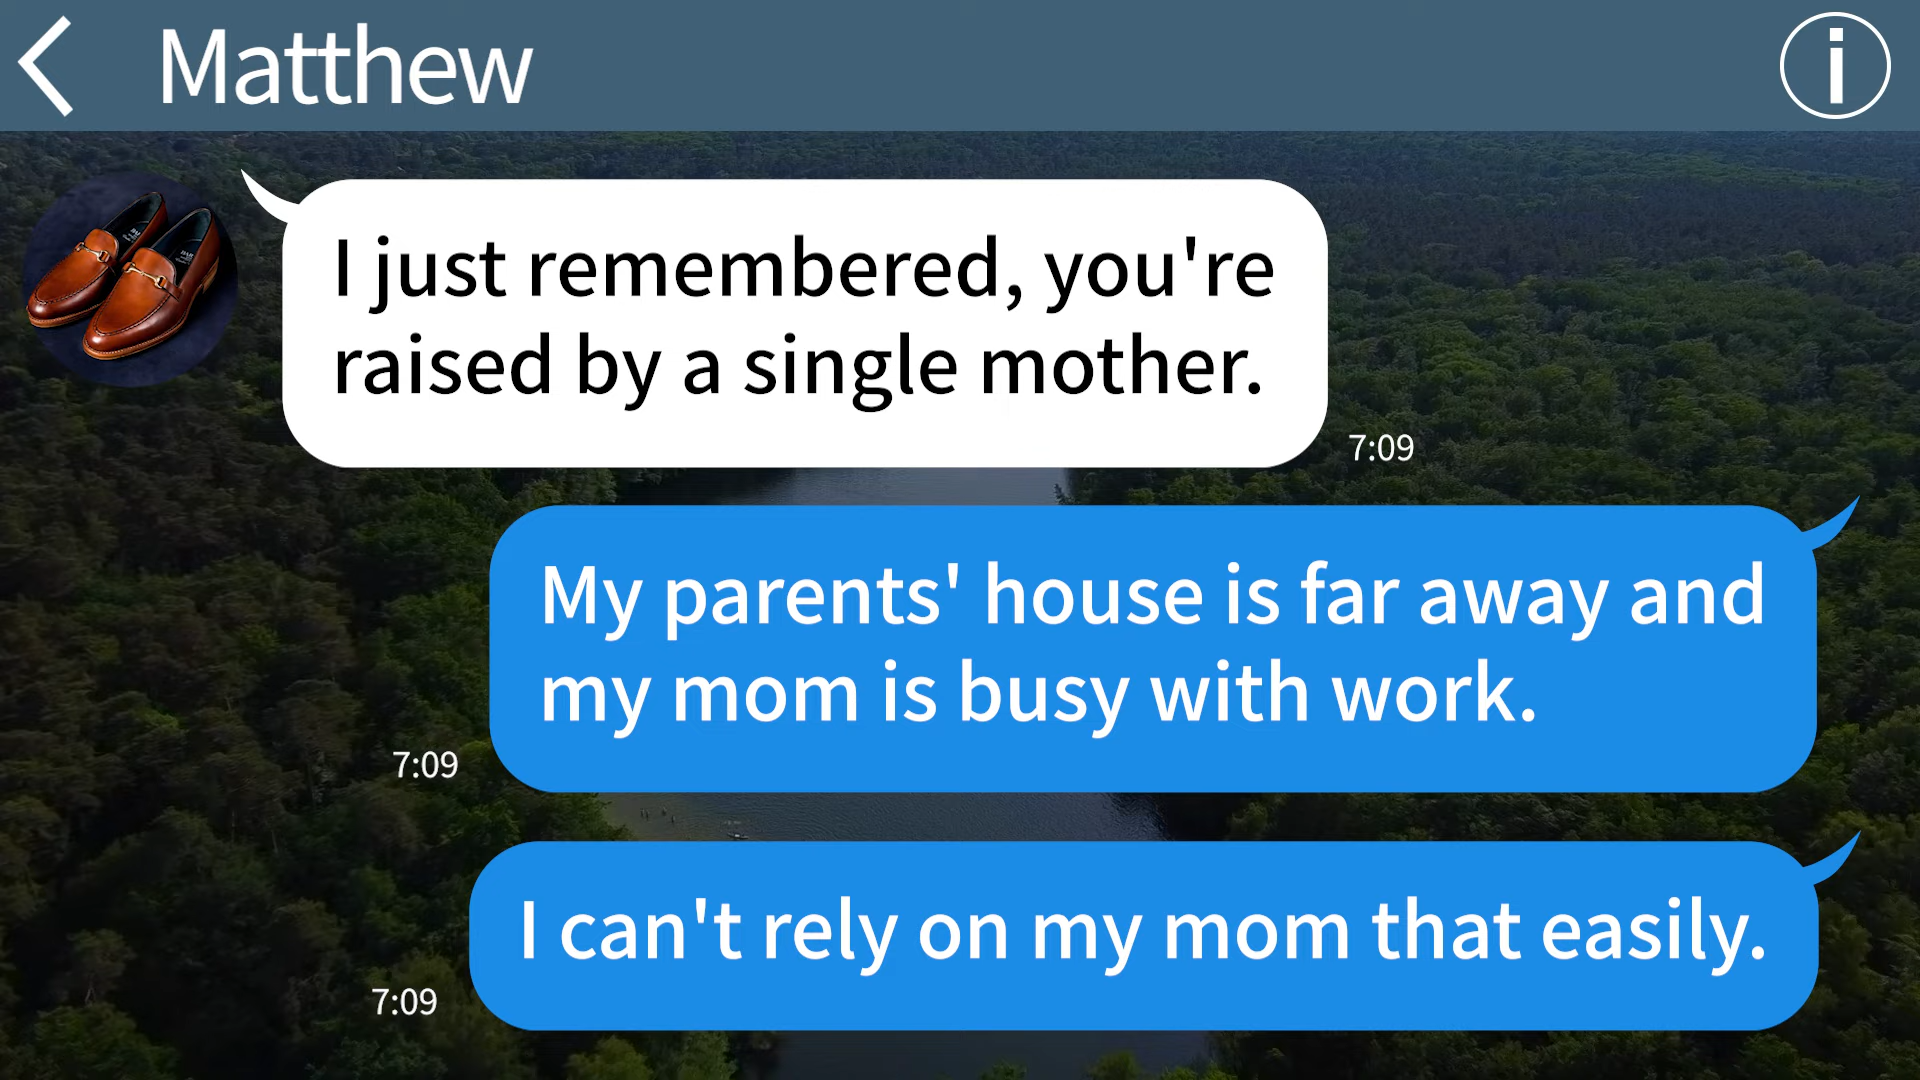 Matthew
I just remembered, you're
raised by a single mother.
7:09
My parents' house is far away and
my mom is busy with work.
7:09
I can't rely on my mom that easily.
7:09